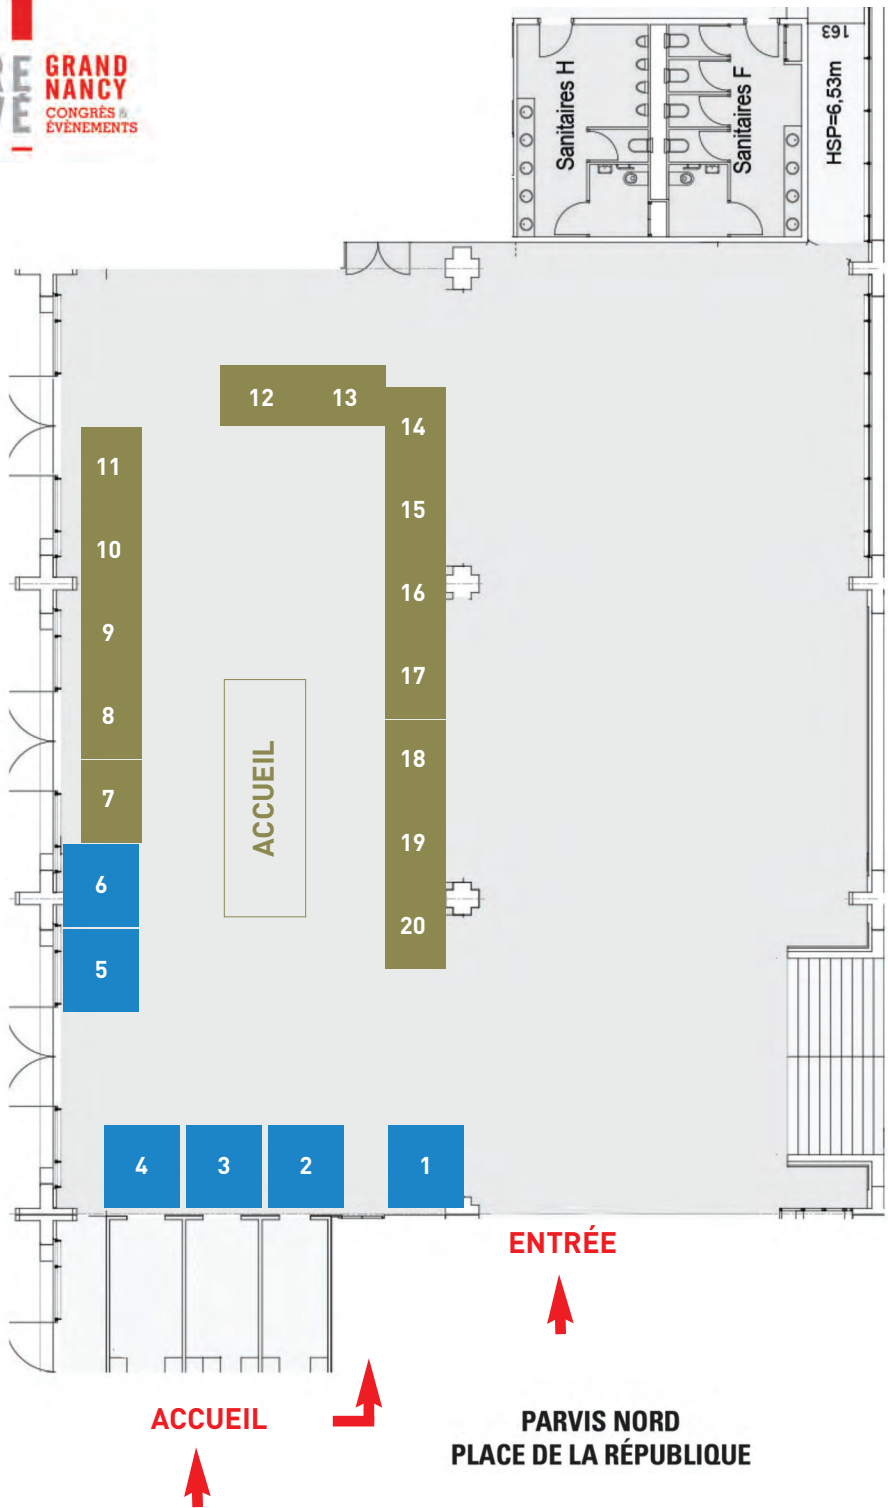 GRAND
NANCY
CONGRÈS &
ÉVÈNEMENTS
Sanitaires H
Sanitaires F
163
HSP=6,53m
12
13
14
11
15
10
16
9
17
8
18
ACCUEIL
7
19
6
20
5
4
3
2
1
ENTRÉE
ACCUEIL
PARVIS NORD
PLACE DE LA RÉPUBLIQUE